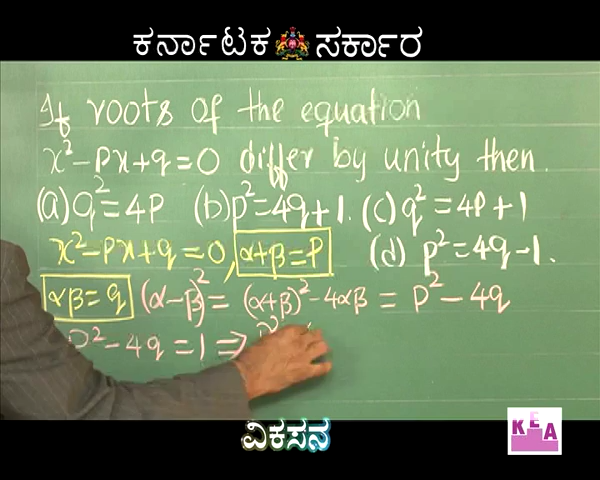 ಕರ್ನಾಟಕ ಸರ್ಕಾರ
If roots of the equation
x² - px + q = 0 differ by unity then.
(a) q² = 4p (b) p² = 4q + 1. (c) q² = 4p + 1
x² - px + q = 0, α+β = p (d) p² = 4q - 1.
αβ = q (α - β)² = (α+β)² - 4αβ = p² - 4q
p² - 4q = 1 ⇒ p²
ವಿಕಸನ
KEA